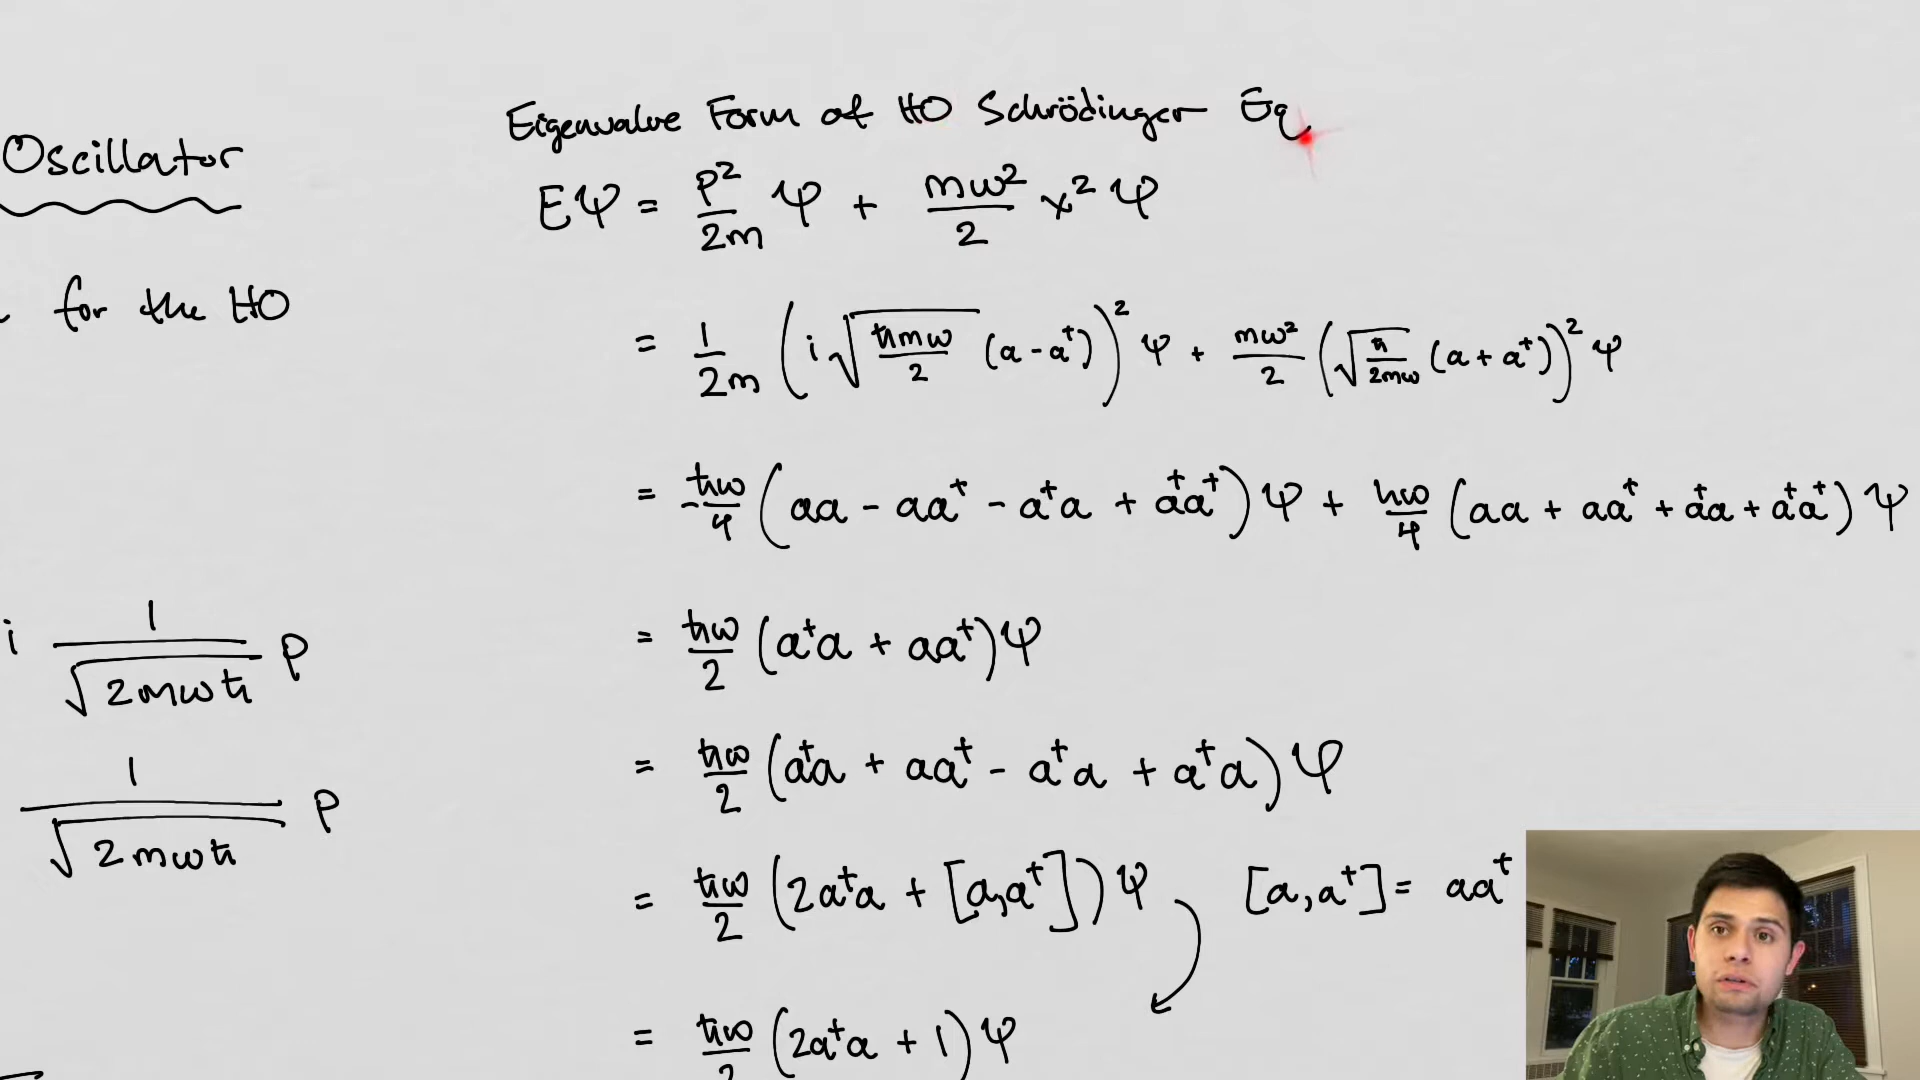 Oscillator
for the HO
i 1/√(2mωħ) p
1/√(2mωħ) p
Eigenvalue Form of HO Schrödinger Eq
Eψ = p²/2m ψ + mω²/2 x² ψ
= 1/2m (i√(ħmω/2) (a - a†))² ψ + mω²/2 (√(ħ/2mω) (a + a†))² ψ
= -ħω/4 (aa - aa† - a†a + a†a†) ψ + ħω/4 (aa + aa† + a†a + a†a†) ψ
= ħω/2 (a†a + aa†) ψ
= ħω/2 (a†a + aa† - a†a + a†a) ψ
= ħω/2 (2a†a + [a,a†]) ψ [a,a†] = aa†
= ħω/2 (2a†a + 1) ψ